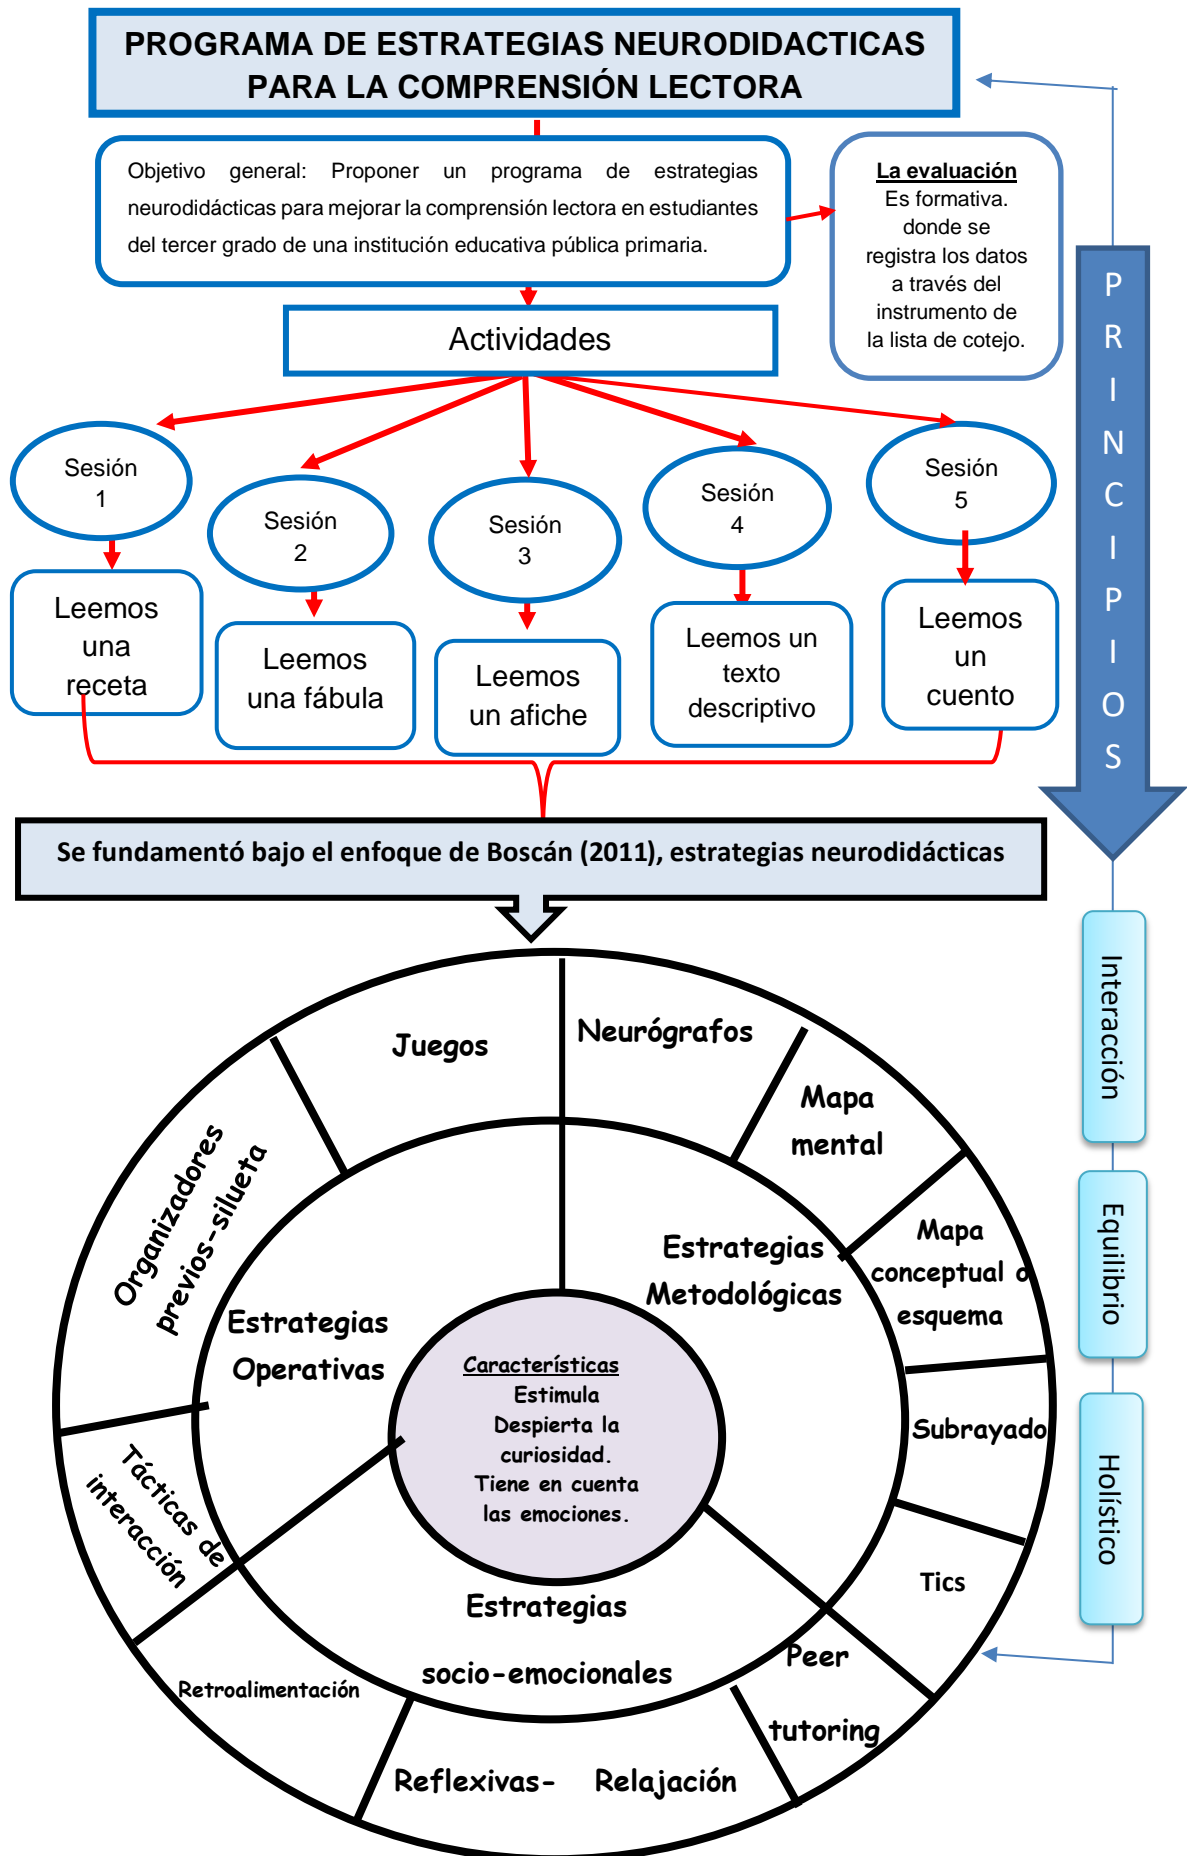 PROGRAMA DE ESTRATEGIAS NEURODIDACTICAS
PARA LA COMPRENSIÓN LECTORA
Objetivo general: Proponer un programa de estrategias
neurodidácticas para mejorar la comprensión lectora en estudiantes
del tercer grado de una institución educativa pública primaria.
La evaluación
Es formativa.
donde se
registra los datos
a través del
instrumento de
la lista de cotejo.
Actividades
Sesión
1
Sesión
2
Sesión
3
Sesión
4
Sesión
5
Leemos
una
receta
Leemos
una fábula
Leemos
un afiche
Leemos un
texto
descriptivo
Leemos
un
cuento
P
R
I
N
C
I
P
I
O
S
Se fundamentó bajo el enfoque de Boscán (2011), estrategias neurodidácticas
Interacción
Equilibrio
Holístico
Juegos
Neurógrafos
Mapa
mental
Organizadores
previos-silueta
Estrategias
Metodológicas
Mapa
conceptual o
esquema
Estrategias
Operativas
Característícas
Estimula
Despierta la
curiosidad.
Tiene en cuenta
las emociones.
Subrayado
Tácticas de
interacción
Tics
Estrategias
socio-emocionales
Peer
tutoring
Retroalimentación
Reflexivas- Relajación